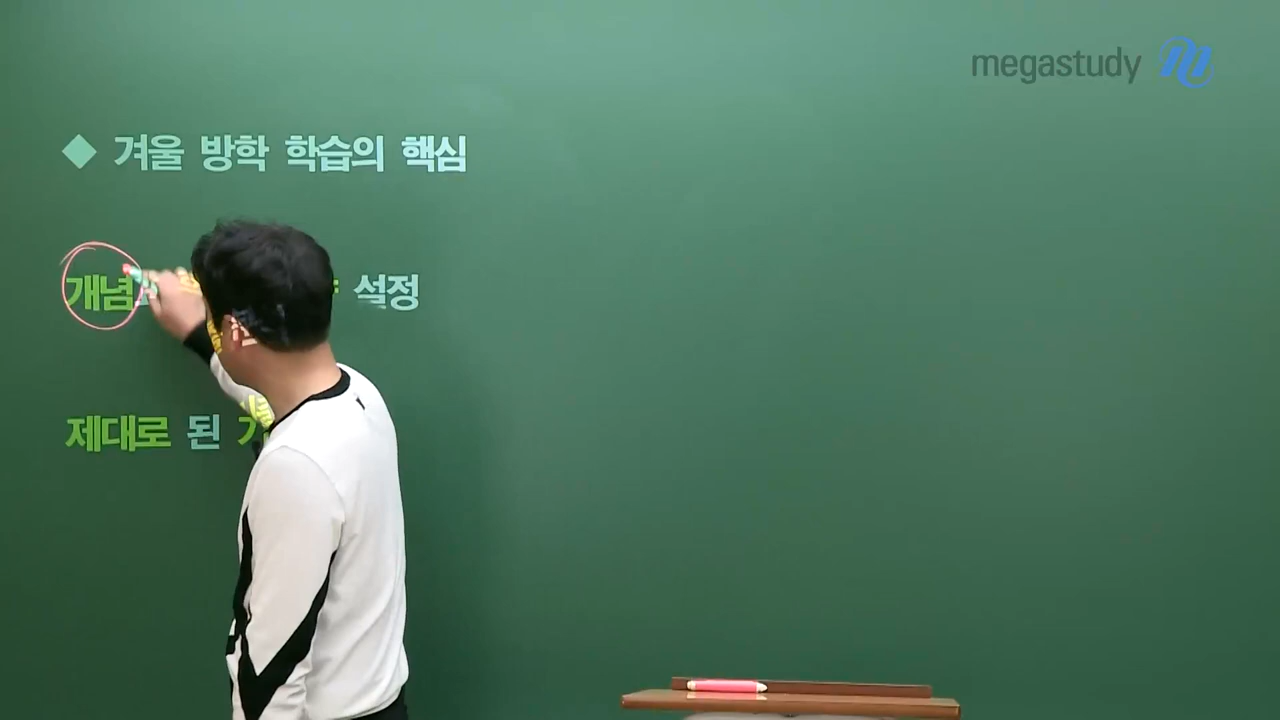 megastudy
◆ 겨울 방학 학습의 핵심
개념 설정
제대로 된